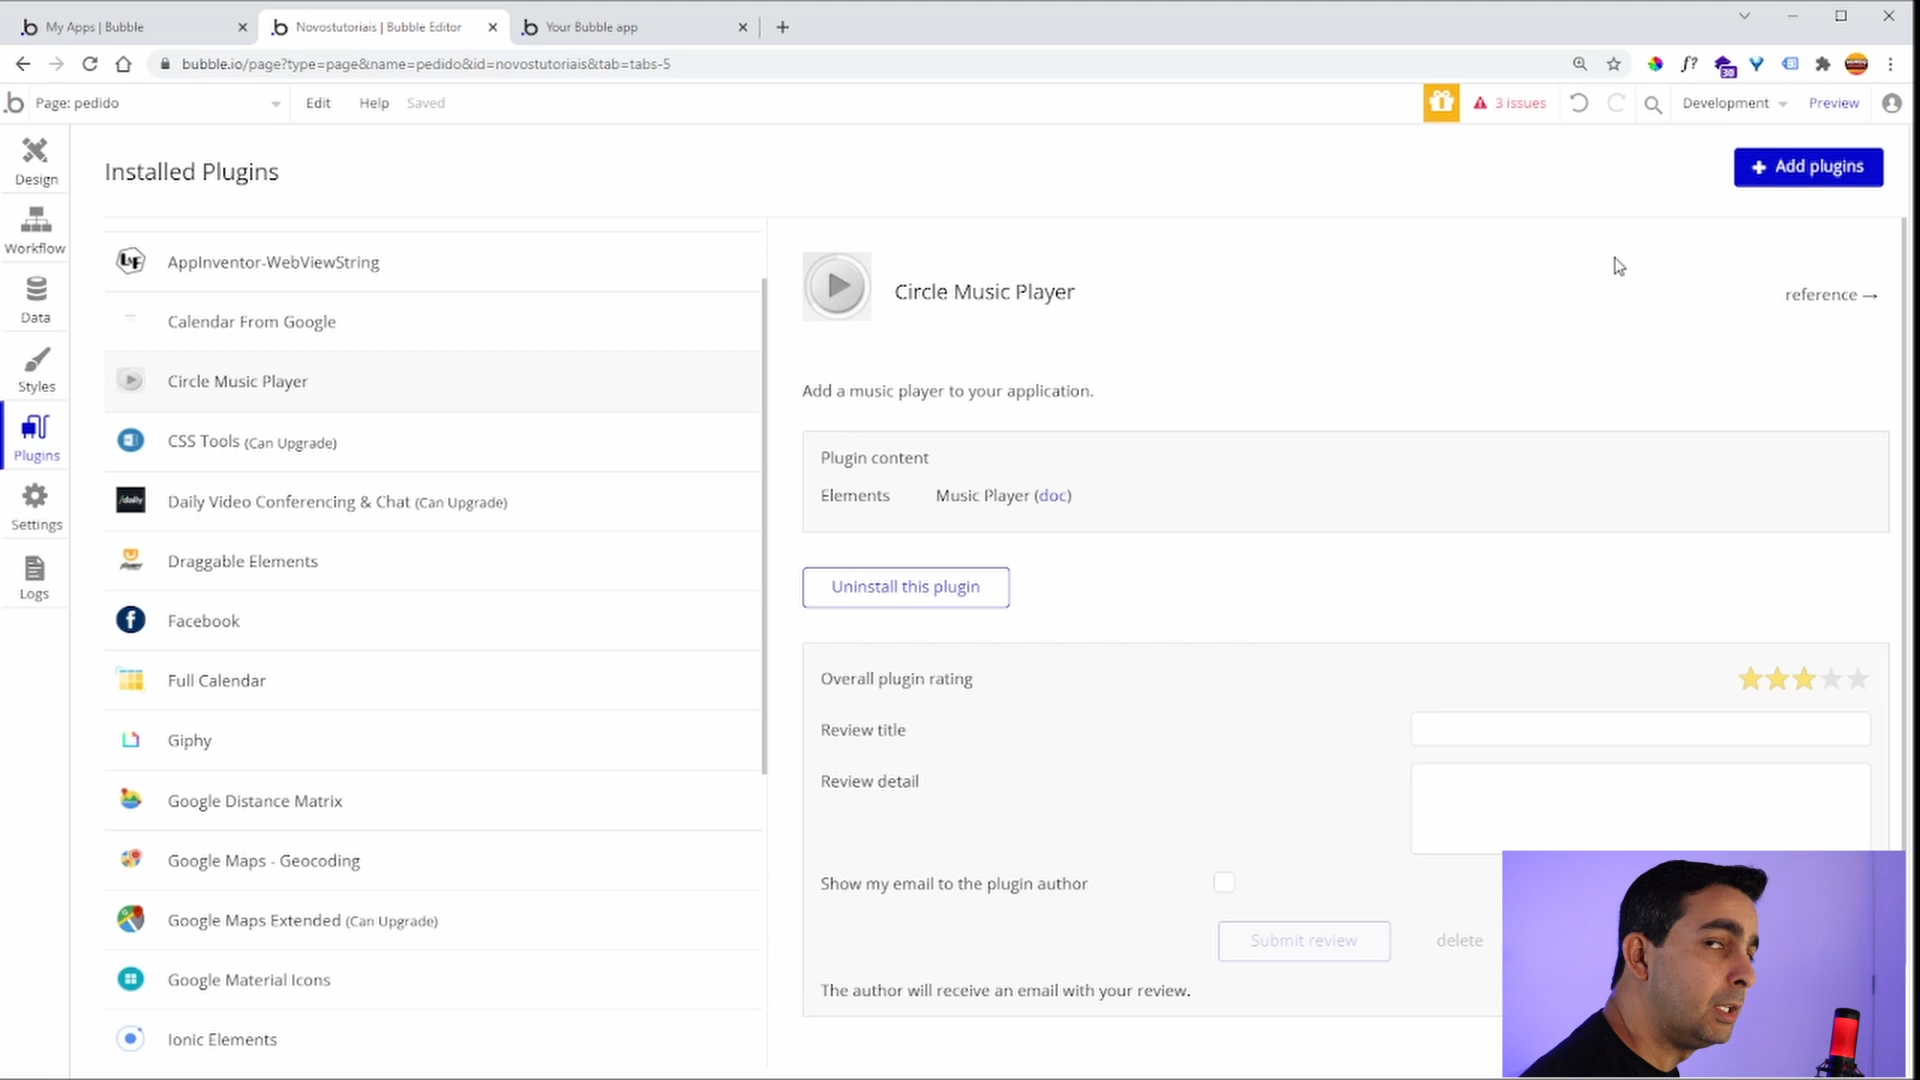 My Apps | Bubble
Novostutoriais | Bubble Editor
Your Bubble app
bubble.io/page?type=page&name=pedido&id=novostutoriais&tab=tabs-5
f?
30
Page: pedido
Edit
Help
Saved
3 issues
Development
Preview
Design
Workflow
Data
Styles
Plugins
Settings
Logs
Installed Plugins
Add plugins
AppInventor-WebViewString
Calendar From Google
Circle Music Player
CSS Tools (Can Upgrade)
/daily
Daily Video Conferencing & Chat (Can Upgrade)
Draggable Elements
Facebook
Full Calendar
Giphy
Google Distance Matrix
Google Maps - Geocoding
Google Maps Extended (Can Upgrade)
Google Material Icons
Ionic Elements
Circle Music Player
reference →
Add a music player to your application.
Plugin content
Elements Music Player (doc)
Uninstall this plugin
Overall plugin rating
Review title
Review detail
Show my email to the plugin author
Submit review
delete
The author will receive an email with your review.